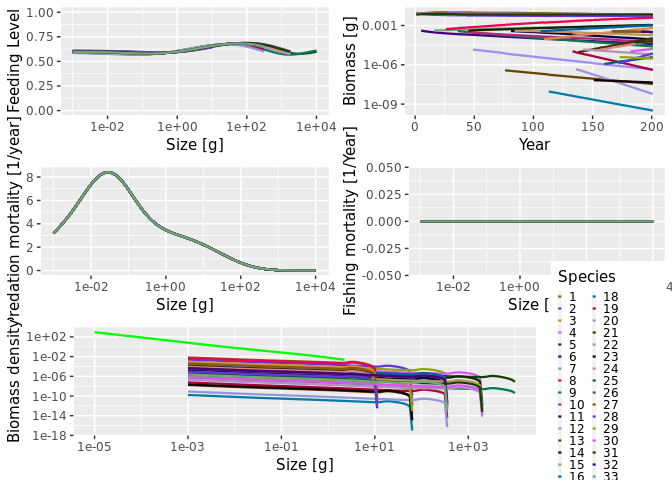 Feeding Level
1.00
0.75
0.50
0.25
0.00
1e-02 1e+00 1e+02 1e+04
Size [g]
Biomass [g]
0.001
1e-06
1e-09
0 50 100 150 200
Year
redation mortality [1/year]
8
6
4
2
0
1e-02 1e+00 1e+02 1e+04
Size [g]
Fishing mortality [1/Year]
0.050
0.025
0.000
-0.025
-0.050
1e-02 1e+00 4
Size [
Biomass density
1e+02
1e-02
1e-06
1e-10
1e-14
1e-18
1e-05 1e-03 1e-01 1e+01 1e+03
Size [g]
Species
1 18
2 19
3 20
4 21
5 22
6 23
7 24
8 25
9 26
10 27
11 28
12 29
13 30
14 31
15 32
16 33